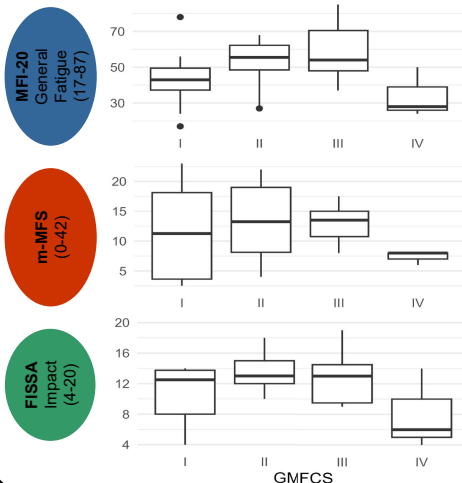 MFI-20
General
Fatigue
(17-87)
70
50
30
I II III IV
m-MFS
(0-42)
20
15
10
5
I II III IV
FISSA
Impact
(4-20)
20
16
12
8
4
I II III IV
GMFCS